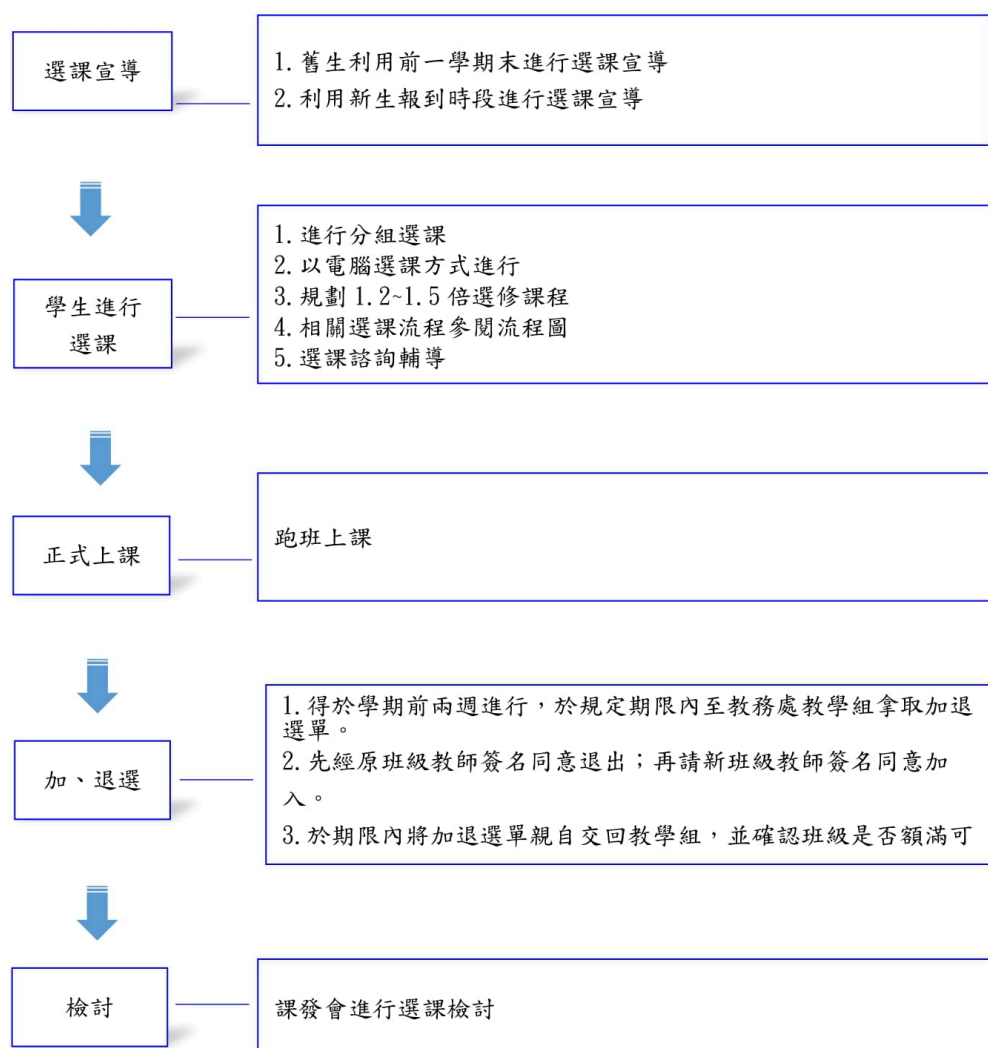 選課宣導
1.舊生利用前一學期末進行選課宣導
2.利用新生報到時段進行選課宣導
學生進行
選課
1.進行分組選課
2.以電腦選課方式進行
3.規劃 1.2~1.5 倍選修課程
4.相關選課流程參閱流程圖
5.選課諮詢輔導
正式上課
跑班上課
加、退選
1.得於學期前兩週進行，於規定期限內至教務處教學組拿取加退
選單。
2.先經原班級教師簽名同意退出；再請新班級教師簽名同意加
入。
3.於期限內將加退選單親自交回教學組，並確認班級是否額滿可
檢討
課發會進行選課檢討